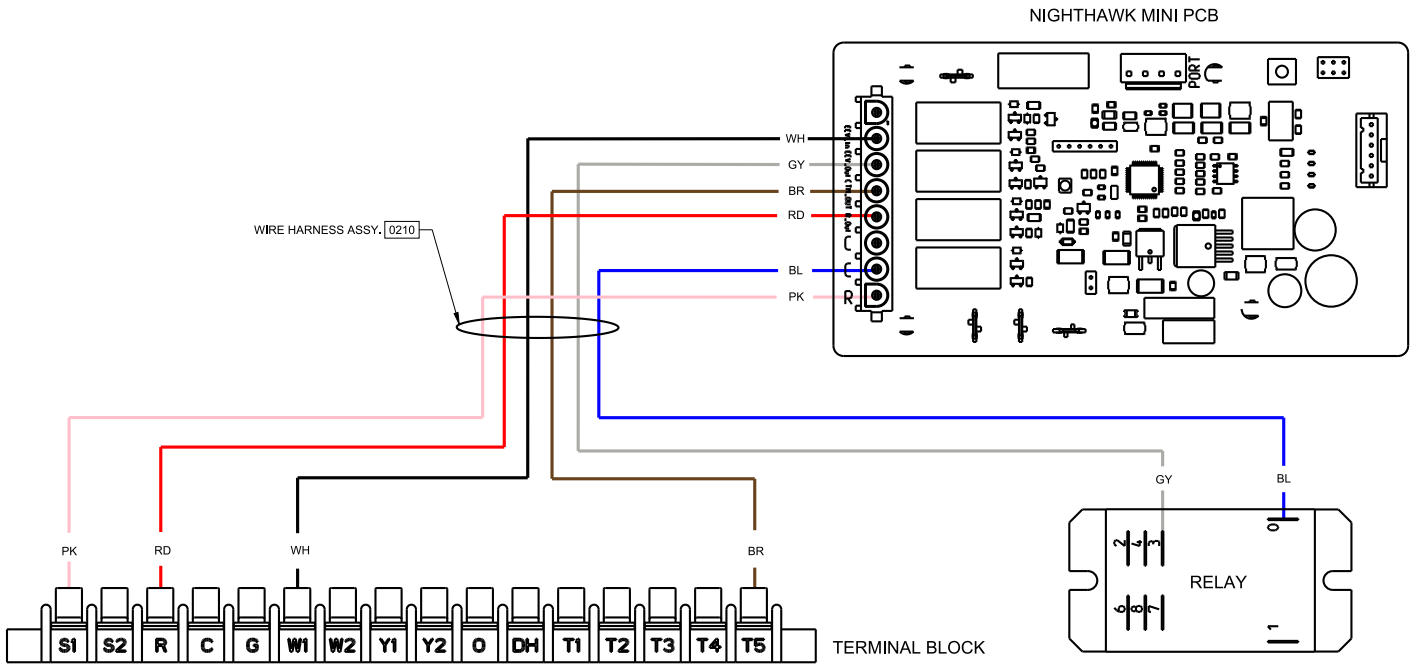 NIGHTHAWK MINI PCB
PORT
WH
GY
BR
RD
BL
PK
C
C
R
WIRE HARNESS ASSY. 0210
GY
BL
PK
RD
WH
BR
2 4 3
0
RELAY
6 8 7
1
S1 S2 R C G W1 W2 Y1 Y2 O DH T1 T2 T3 T4 T5
TERMINAL BLOCK